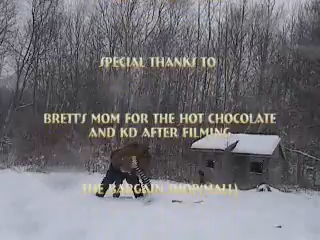 SPECIAL THANKS TO
BRETT'S MOM FOR THE HOT CHOCOLATE
AND KD AFTER FILMING
THE BARGAIN